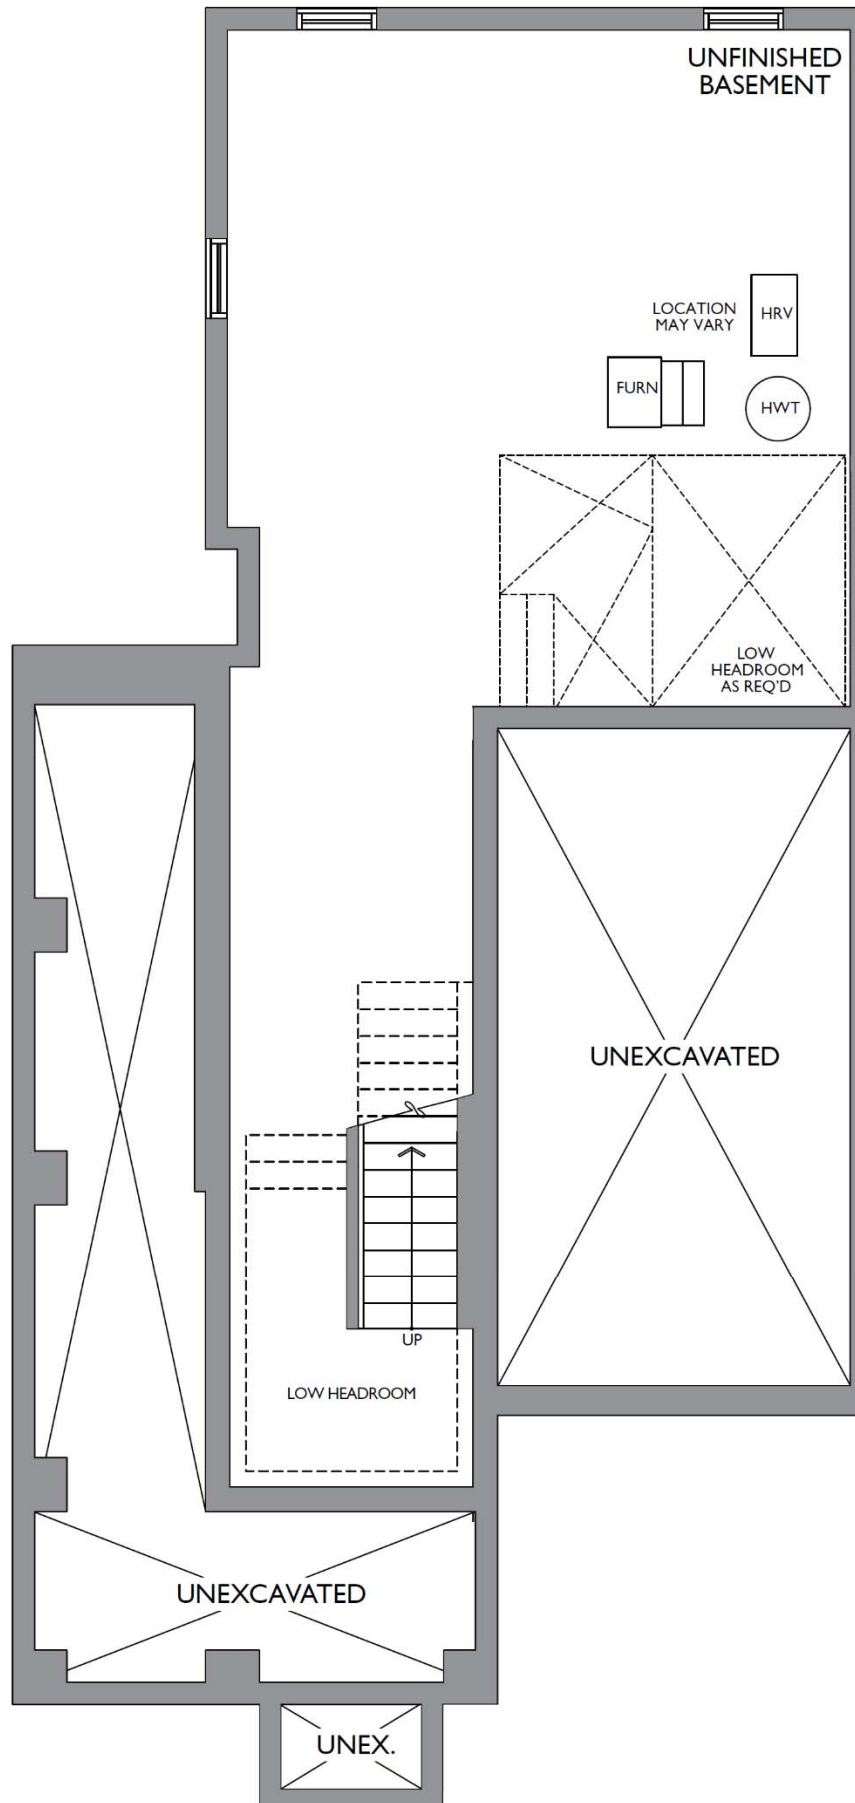 UNFINISHED
BASEMENT
LOCATION
MAY VARY
HRV
FURN
HWT
LOW
HEADROOM
AS REQ'D
UNEXCAVATED
UP
LOW HEADROOM
UNEXCAVATED
UNEX.